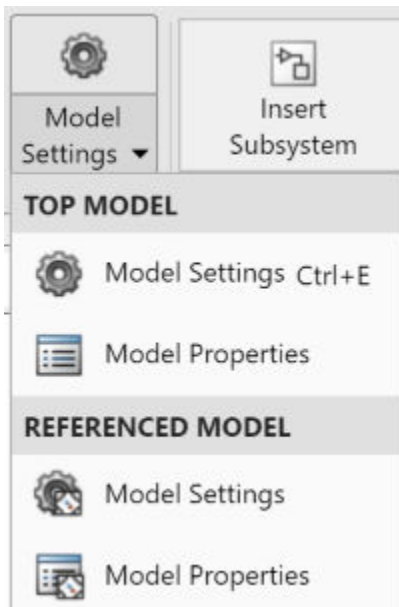 Model
Settings
Insert
Subsystem
TOP MODEL
Model Settings Ctrl+E
Model Properties
REFERENCED MODEL
Model Settings
Model Properties